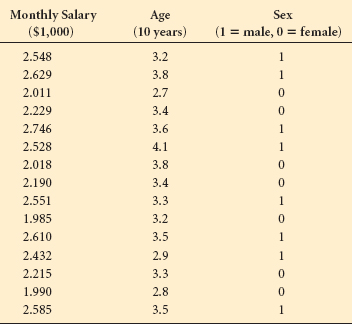 Monthly Salary Age Sex
($1,000) (10 years) (1 = male, 0 = female)
2.548 3.2 1
2.629 3.8 1
2.011 2.7 0
2.229 3.4 0
2.746 3.6 1
2.528 4.1 1
2.018 3.8 0
2.190 3.4 0
2.551 3.3 1
1.985 3.2 0
2.610 3.5 1
2.432 2.9 1
2.215 3.3 0
1.990 2.8 0
2.585 3.5 1